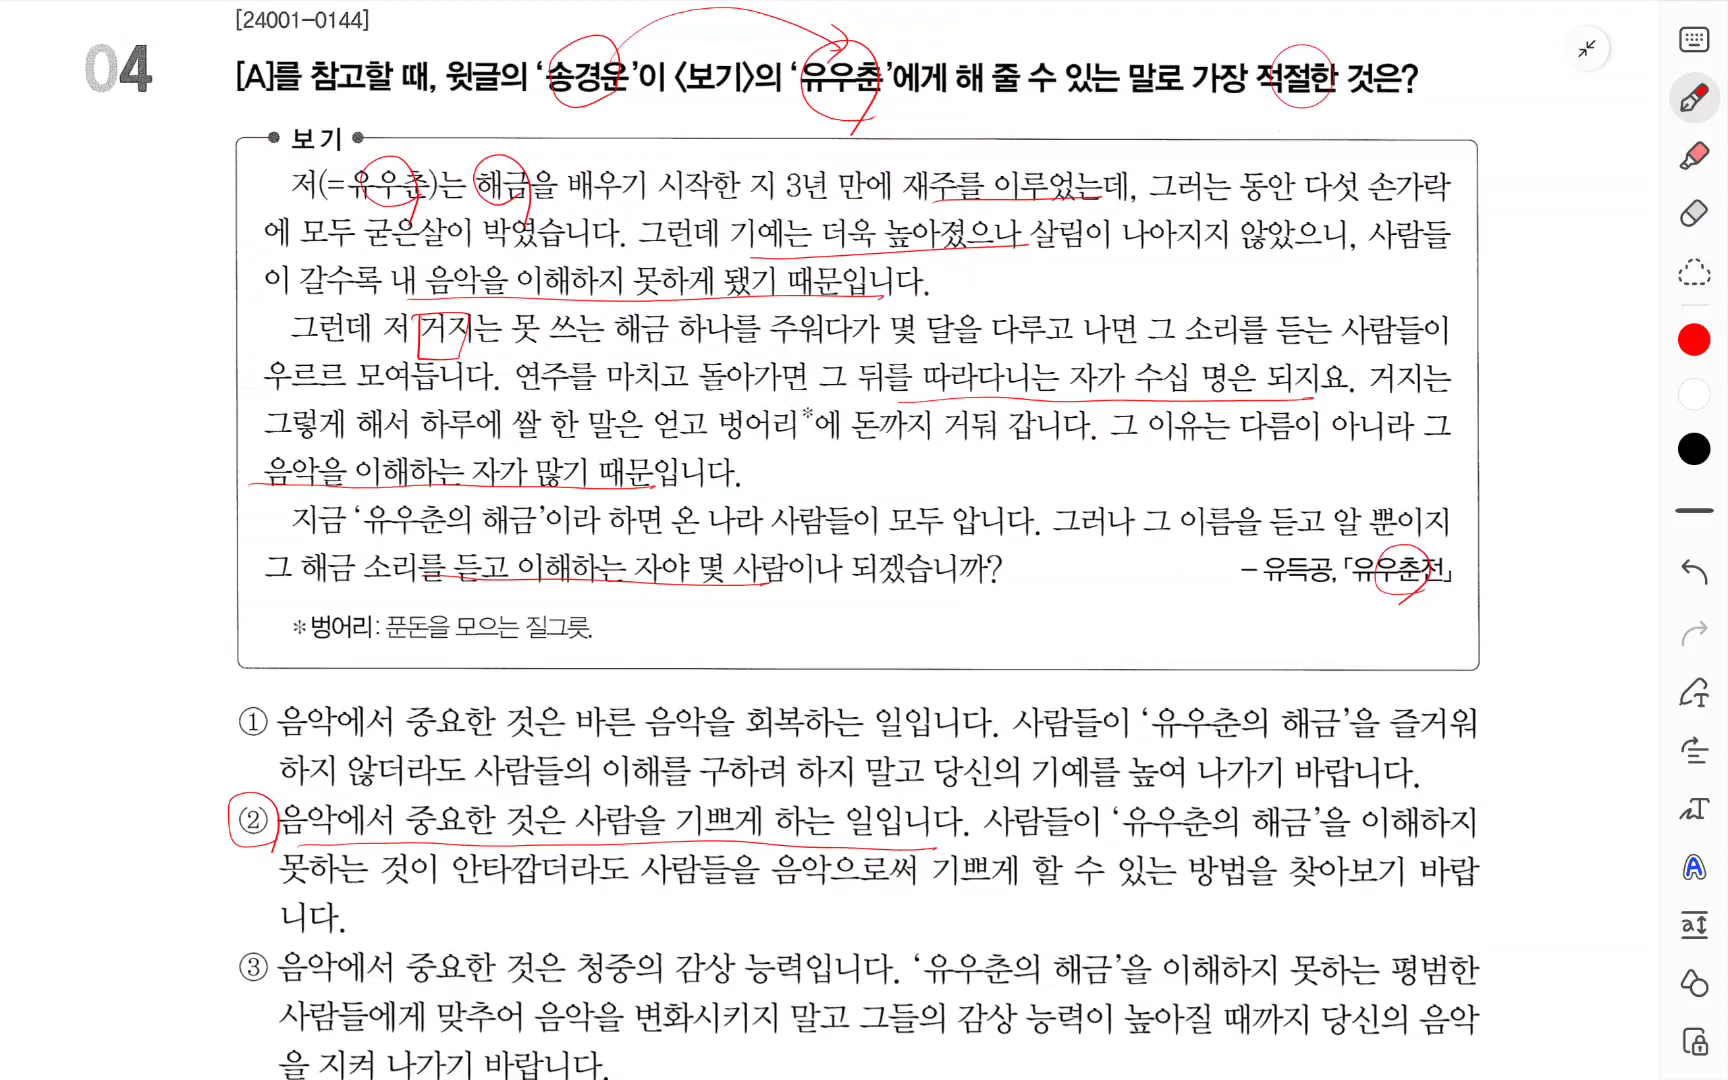 [24001-0144]
04
[A]를 참고할 때, 윗글의 ‘송경운’이 〈보기〉의 ‘유우춘’에게 해 줄 수 있는 말로 가장 적절한 것은?
보기
저(=유우춘)는 해금을 배우기 시작한 지 3년 만에 재주를 이루었는데, 그러는 동안 다섯 손가락
에 모두 굳은살이 박였습니다. 그런데 기예는 더욱 높아졌으나 살림이 나아지지 않았으니, 사람들
이 갈수록 내 음악을 이해하지 못하게 됐기 때문입니다.
그런데 저 거지는 못 쓰는 해금 하나를 주워다가 몇 달을 다루고 나면 그 소리를 듣는 사람들이
우르르 모여듭니다. 연주를 마치고 돌아가면 그 뒤를 따라다니는 자가 수십 명은 되지요. 거지는
그렇게 해서 하루에 쌀 한 말은 얻고 벙어리*에 돈까지 거둬 갑니다. 그 이유는 다름이 아니라 그
음악을 이해하는 자가 많기 때문입니다.
지금 ‘유우춘의 해금’이라 하면 온 나라 사람들이 모두 압니다. 그러나 그 이름을 듣고 알 뿐이지
그 해금 소리를 듣고 이해하는 자야 몇 사람이나 되겠습니까?
- 유득공, 「유우춘전」
* 벙어리: 푼돈을 모으는 질그릇.
① 음악에서 중요한 것은 바른 음악을 회복하는 일입니다. 사람들이 ‘유우춘의 해금’을 즐거워
하지 않더라도 사람들의 이해를 구하려 하지 말고 당신의 기예를 높여 나가기 바랍니다.
② 음악에서 중요한 것은 사람을 기쁘게 하는 일입니다. 사람들이 ‘유우춘의 해금’을 이해하지
못하는 것이 안타깝더라도 사람들을 음악으로써 기쁘게 할 수 있는 방법을 찾아보기 바랍
니다.
③ 음악에서 중요한 것은 청중의 감상 능력입니다. ‘유우춘의 해금’을 이해하지 못하는 평범한
사람들에게 맞추어 음악을 변화시키지 말고 그들의 감상 능력이 높아질 때까지 당신의 음악
을 지켜 나가기 바랍니다.